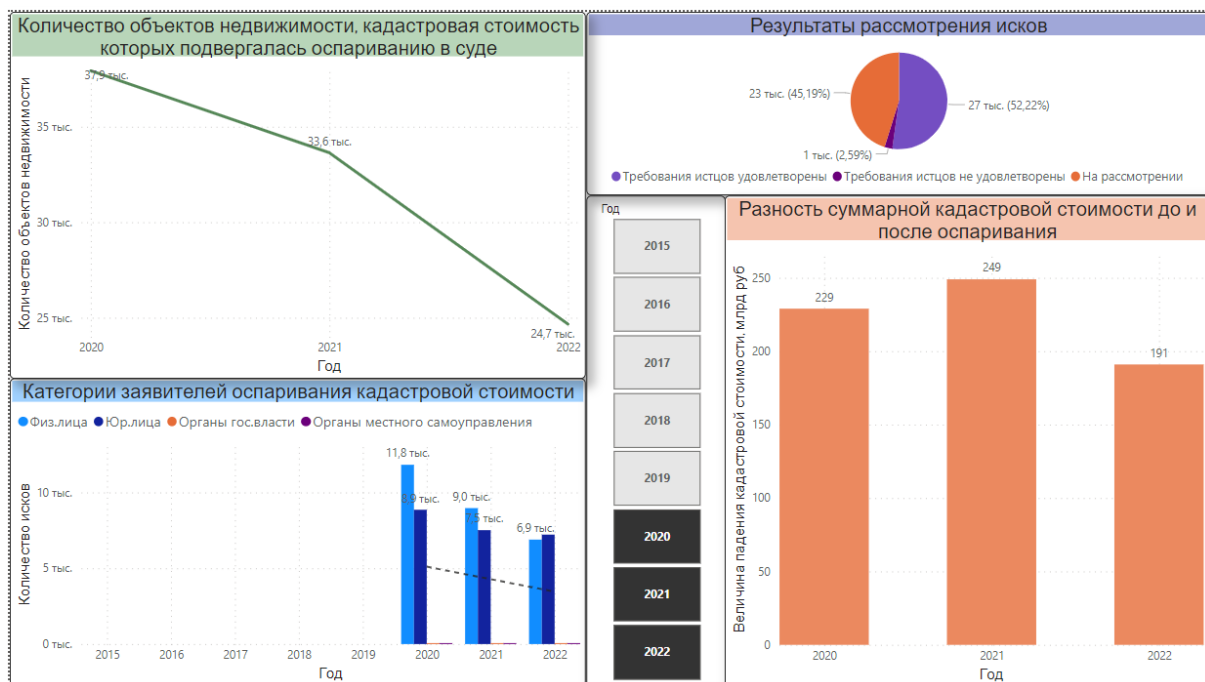 Количество объектов недвижимости, кадастровая стоимость
которых подвергалась оспариванию в суде
Количество объектов недвижимости
37,9 тыс.
35 тыс.
33,6 тыс.
30 тыс.
25 тыс.
24,7 тыс.
2020
2021
2022
Год
Результаты рассмотрения исков
23 тыс. (45,19%)
27 тыс. (52,22%)
1 тыс. (2,59%)
Требования истцов удовлетворены
Требования истцов не удовлетворены
На рассмотрении
Категории заявителей оспаривания кадастровой стоимости
Физ.лица
Юр.лица
Органы гос.власти
Органы местного самоуправления
Количество исков
11,8 тыс.
10 тыс.
8,9 тыс.
9,0 тыс.
7,5 тыс.
6,9 тыс.
5 тыс.
0 тыс.
2015
2016
2017
2018
2019
2020
2021
2022
Год
Год
2015
2016
2017
2018
2019
2020
2021
2022
Разность суммарной кадастровой стоимости до и
после оспаривания
Величина падения кадастровой стоимости, млрд руб
250
200
150
100
50
0
229
249
191
2020
2021
2022
Год